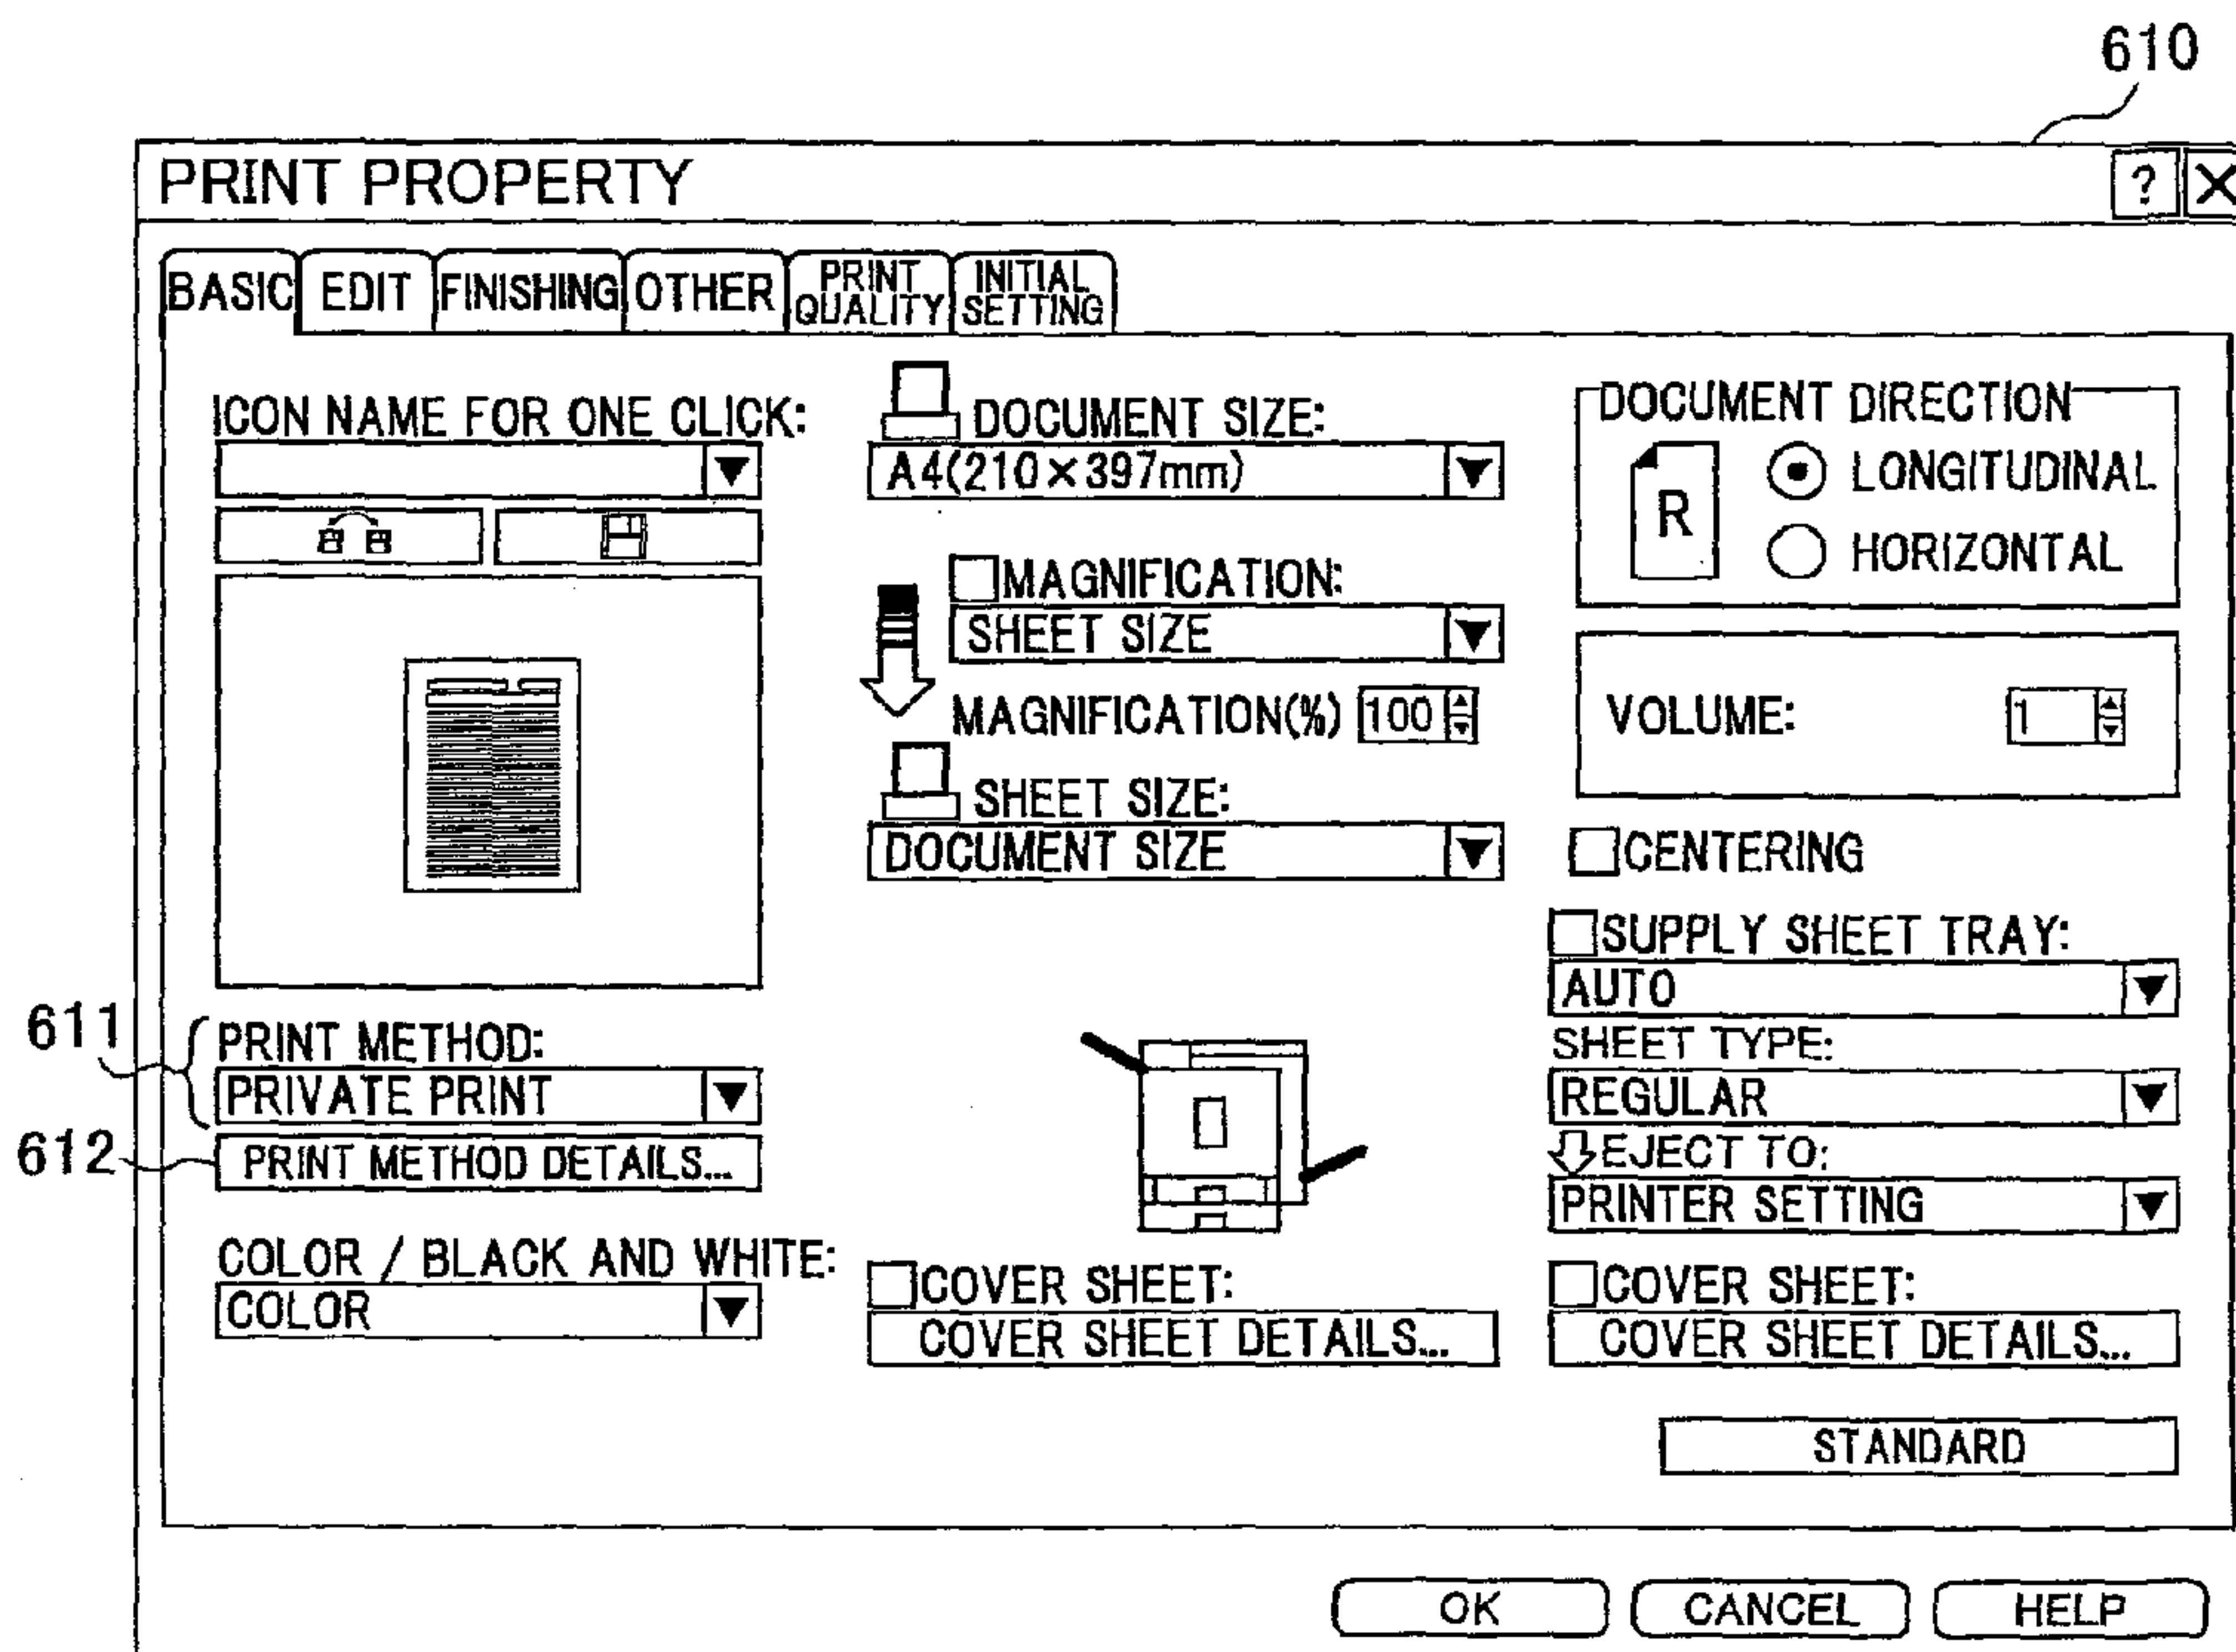 610
PRINT PROPERTY
?
BASIC
EDIT
FINISHING
OTHER
PRINT
QUALITY
INITIAL
SETTING
ICON NAME FOR ONE CLICK:
DOCUMENT SIZE:
A4(210×397mm)
MAGNIFICATION:
SHEET SIZE
MAGNIFICATION(%) 100
SHEET SIZE:
DOCUMENT SIZE
DOCUMENT DIRECTION
R
LONGITUDINAL
HORIZONTAL
VOLUME: 1
CENTERING
SUPPLY SHEET TRAY:
AUTO
SHEET TYPE:
REGULAR
EJECT TO:
PRINTER SETTING
611
PRINT METHOD:
PRIVATE PRINT
612
PRINT METHOD DETAILS...
COLOR / BLACK AND WHITE:
COLOR
COVER SHEET:
COVER SHEET DETAILS...
COVER SHEET:
COVER SHEET DETAILS...
STANDARD
OK
CANCEL
HELP